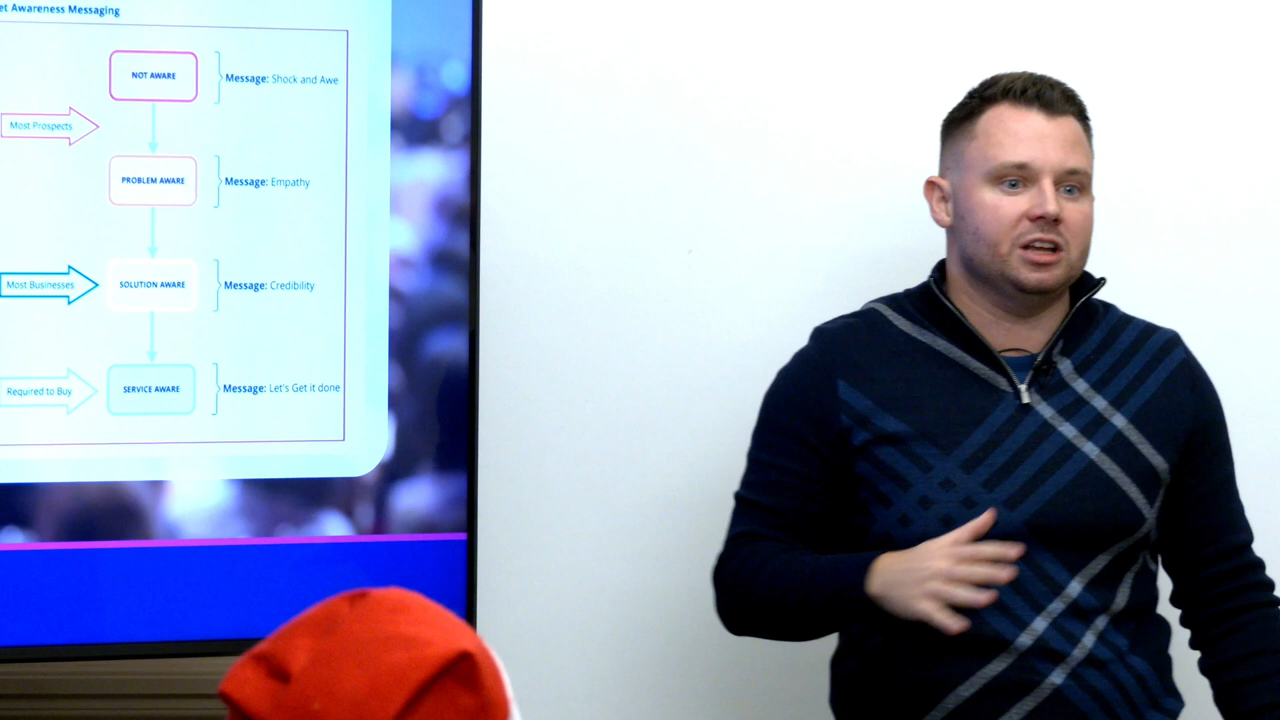 et Awareness Messaging
NOT AWARE
Message: Shock and Awe
Most Prospects
PROBLEM AWARE
Message: Empathy
Most Businesses
SOLUTION AWARE
Message: Credibility
Required to Buy
SERVICE AWARE
Message: Let's Get it done